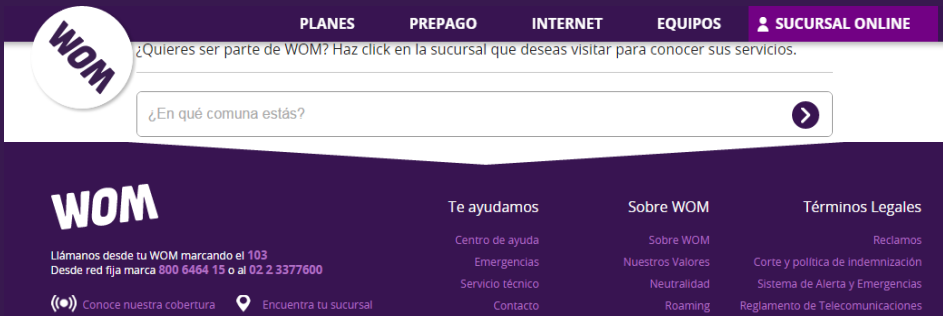 PLANES PREPAGO INTERNET EQUIPOS SUCURSAL ONLINE
WOM
¿Quieres ser parte de WOM? Haz click en la sucursal que deseas visitar para conocer sus servicios.
¿En qué comuna estás?
WOM
Llámanos desde tu WOM marcando el 103
Desde red fija marca 800 6464 15 o al 02 2 3377600
Conoce nuestra cobertura Encuentra tu sucursal
Te ayudamos
Centro de ayuda
Emergencias
Servicio técnico
Contacto
Sobre WOM
Sobre WOM
Nuestros Valores
Neutralidad
Roaming
Términos Legales
Reclamos
Corte y política de indemnización
Sistema de Alerta y Emergencias
Reglamento de Telecomunicaciones